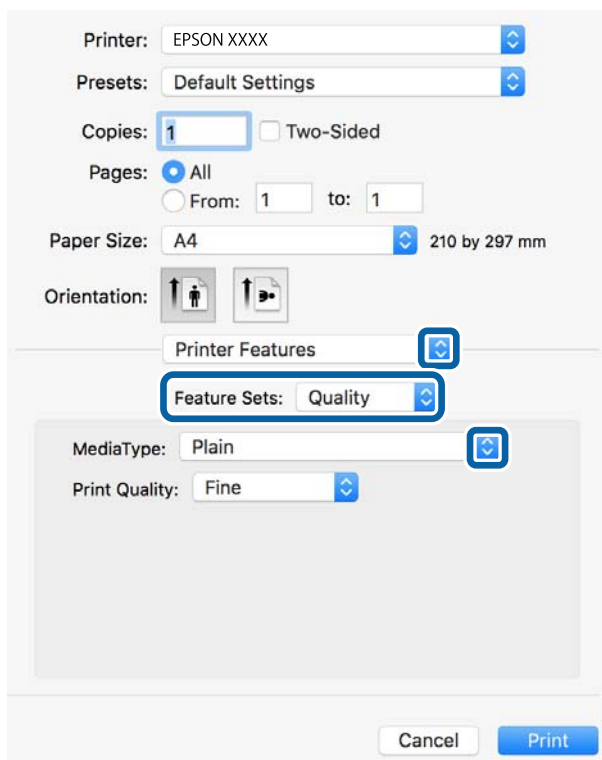 Printer: EPSON XXXX
Presets: Default Settings
Copies: 1 Two-Sided
Pages: All
From: 1 to: 1
Paper Size: A4 210 by 297 mm
Orientation:
Printer Features
Feature Sets: Quality
MediaType: Plain
Print Quality: Fine
Cancel Print